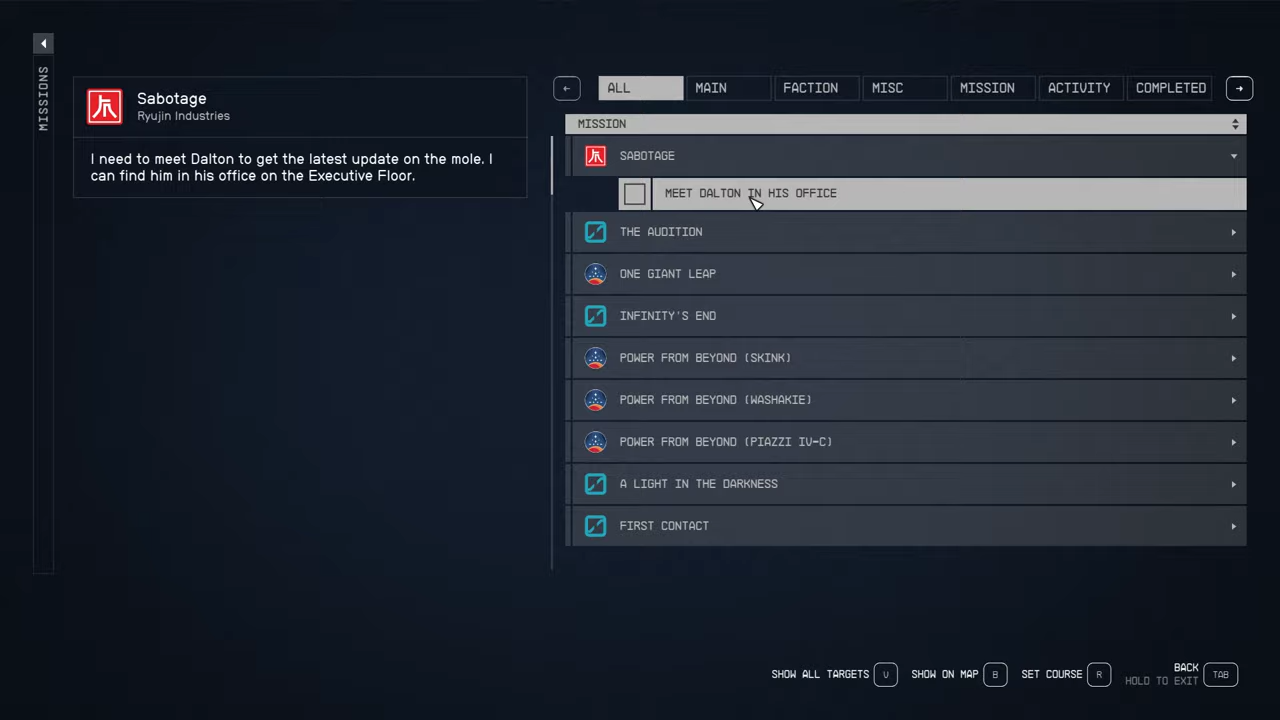 MISSIONS
Sabotage
Ryujin Industries
I need to meet Dalton to get the latest update on the mole. I
can find him in his office on the Executive Floor.
ALL MAIN FACTION MISC MISSION ACTIVITY COMPLETED
MISSION
SABOTAGE
MEET DALTON IN HIS OFFICE
THE AUDITION
ONE GIANT LEAP
INFINITY'S END
POWER FROM BEYOND (SKINK)
POWER FROM BEYOND (WASHAKIE)
POWER FROM BEYOND (PIAZZI IV-C)
A LIGHT IN THE DARKNESS
FIRST CONTACT
SHOW ALL TARGETS V SHOW ON MAP B SET COURSE R BACK TAB
HOLD TO EXIT